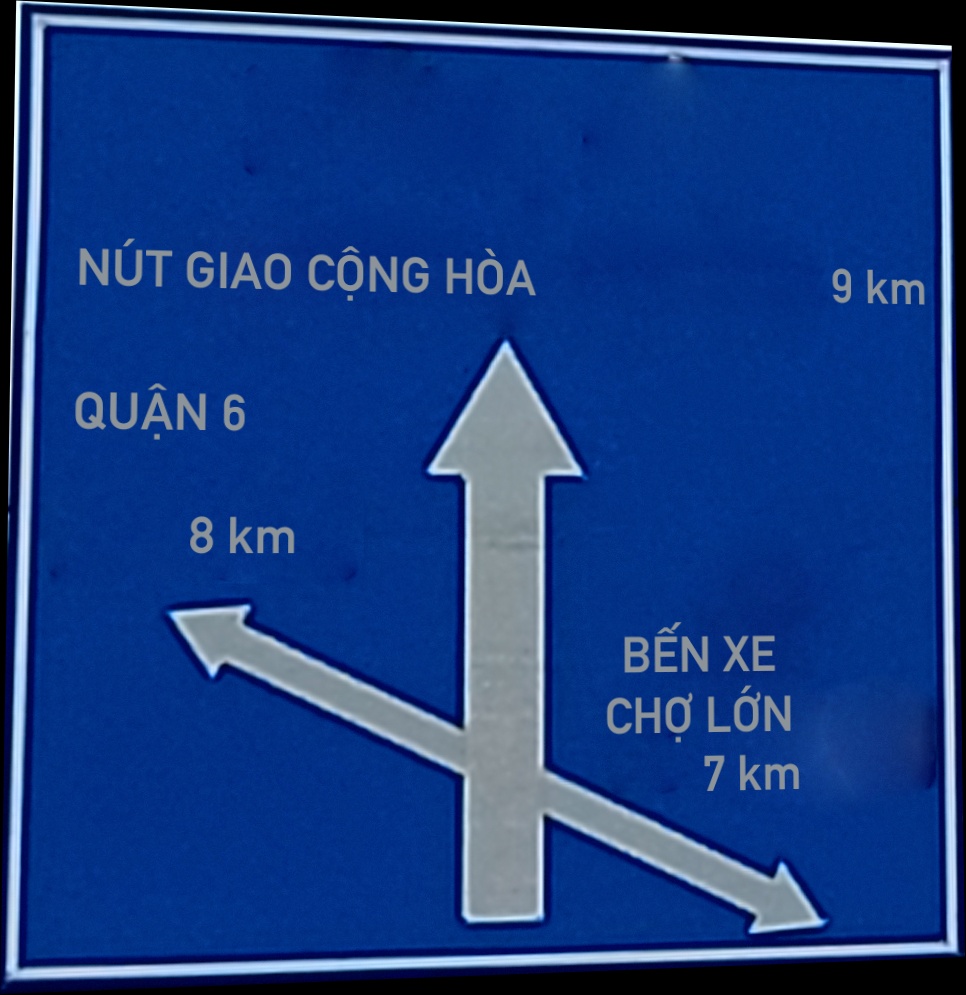 NÚT GIAO CỘNG HÒA 9 km
QUẬN 6
8 km
BẾN XE
CHỢ LỚN
7 km